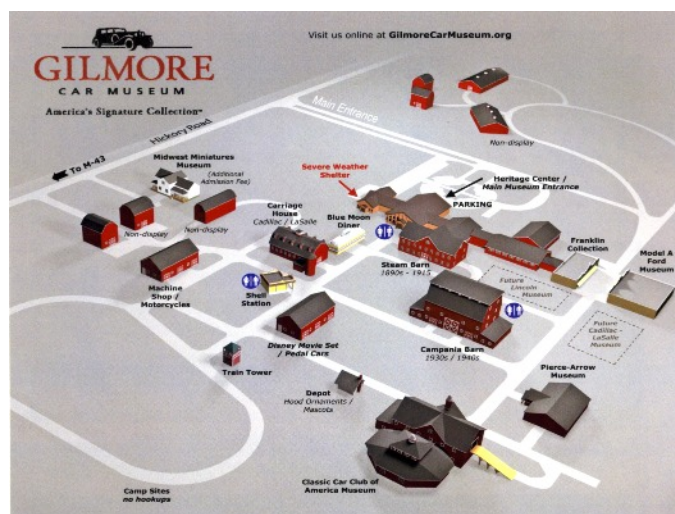 Visit us online at GilmoreCarMuseum.org
GILMORE
CAR MUSEUM
America's Signature Collection™
Main Entrance
Hickory Road
To M-43
Non-display
Midwest Miniatures
Museum
(Additional
Admission Fee)
Severe Weather
Shelter
Heritage Center /
Main Museum Entrance
PARKING
Carriage
House
Cadillac / LaSalle
Blue Moon
Diner
Non-display
Non-display
Steam Barn
1890s - 1915
Franklin
Collection
Model A
Ford
Museum
Machine
Shop /
Motorcycles
Shell
Station
Future
Lincoln
Museum
Future
Cadillac -
LaSalle
Museum
Disney Movie Set
/ Pedal Cars
Campania Barn
1930s / 1940s
Train Tower
Pierce-Arrow
Museum
Depot
Hood Ornaments /
Mascots
Camp Sites
no hookups
Classic Car Club of
America Museum